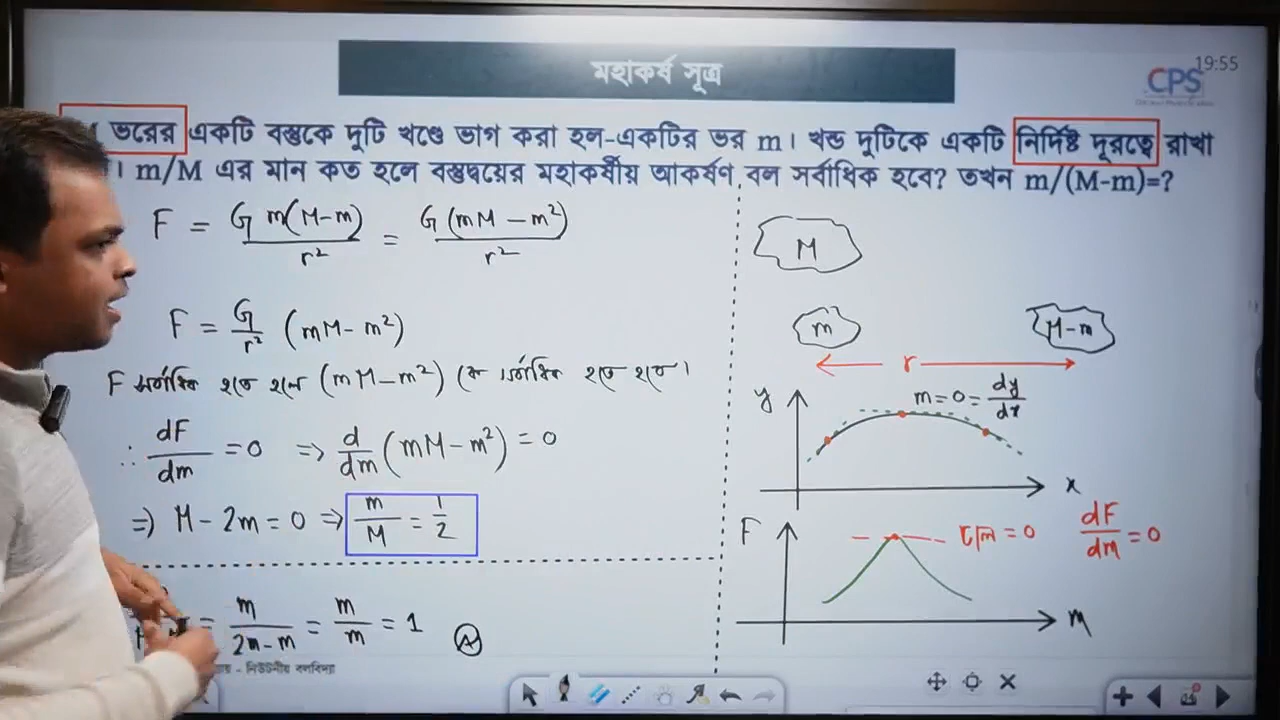 মহাকর্ষ সূত্র
CPS
19:55
ভরের একটি বস্তুকে দুটি খণ্ডে ভাগ করা হল-একটির ভর m। খন্ড দুটিকে একটি নির্দিষ্ট দূরত্বে রাখা
। m/M এর মান কত হলে বস্তুদ্বয়ের মহাকর্ষীয় আকর্ষণ বল সর্বাধিক হবে? তখন m/(M-m)=?
F = G m(M-m) / r² = G (mM - m²) / r²
M
F = G/r² (mM - m²)
m
M-m
r
F সর্বাধিক হতে হলে (mM - m²) কে সর্বাধিক হতে হবে।
y
m = 0 = dy/dx
x
∴ dF/dm = 0 ⇒ d/dm (mM - m²) = 0
⇒ M - 2m = 0 ⇒ m/M = 1/2
F
ঢাল = 0
dF/dm = 0
m
= m/(2m - m) = m/m = 1 (A)
- নিউটনীয় বলবিদ্যা